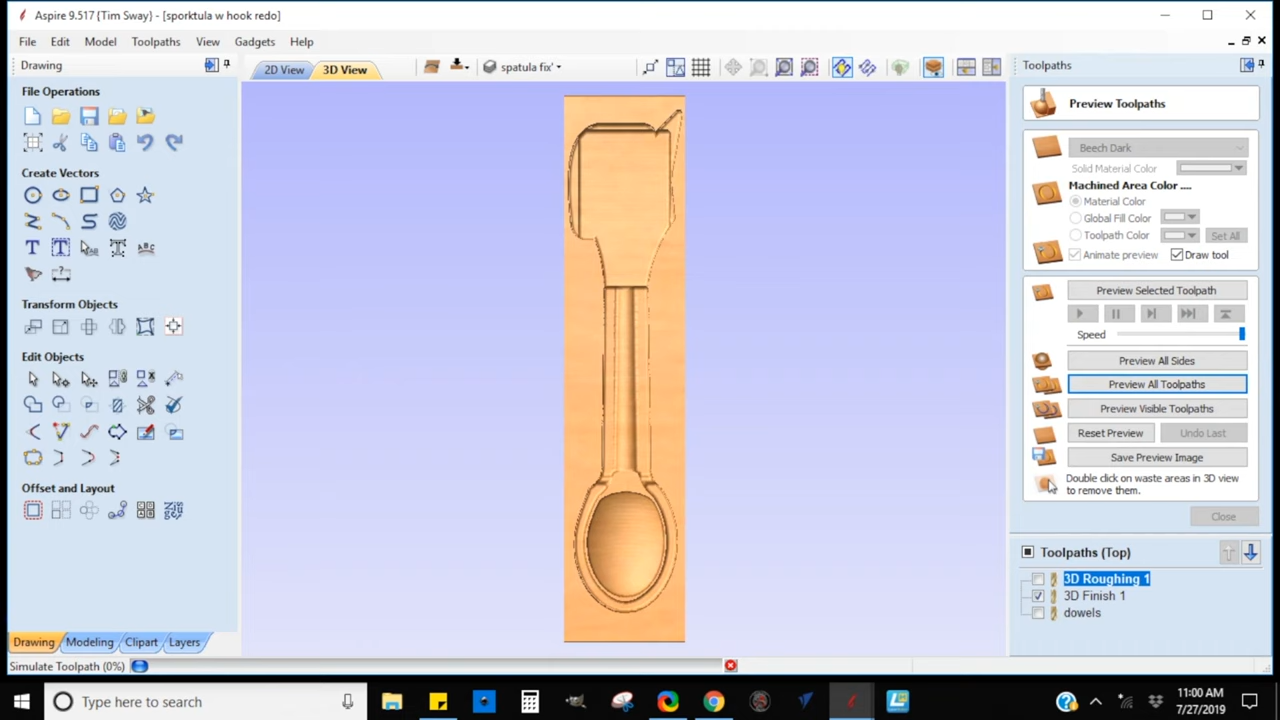 Aspire 9.517 {Tim Sway} - [sporktula w hook redo]
File Edit Model Toolpaths View Gadgets Help
Drawing
2D View 3D View spatula fix'
Toolpaths
File Operations
Create Vectors
Transform Objects
Edit Objects
Offset and Layout
Drawing Modeling Clipart Layers
Preview Toolpaths
Beech Dark
Solid Material Color
Machined Area Color ....
Material Color
Global Fill Color
Toolpath Color Set All
Animate preview Draw tool
Preview Selected Toolpath
Speed
Preview All Sides
Preview All Toolpaths
Preview Visible Toolpaths
Reset Preview Undo Last
Save Preview Image
Double click on waste areas in 3D view
to remove them.
Close
Toolpaths (Top)
3D Roughing 1
3D Finish 1
dowels
Simulate Toolpath (0%)
Type here to search
11:00 AM
7/27/2019